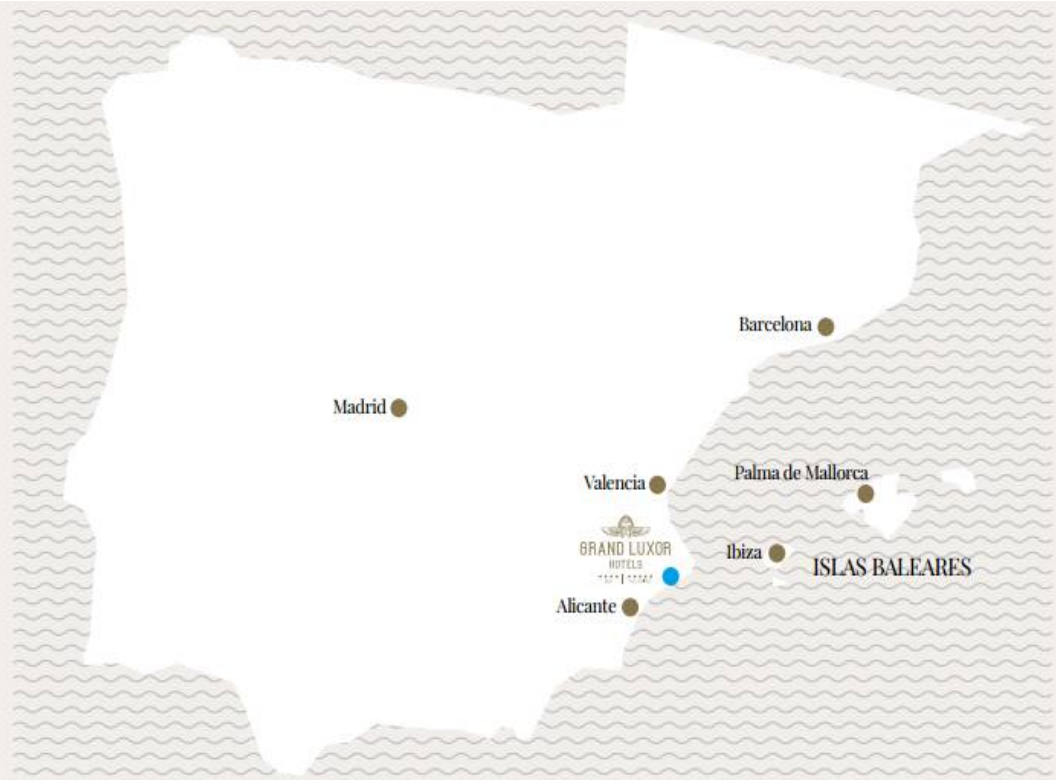 Barcelona
Madrid
Palma de Mallorca
Valencia
GRAND LUXOR
HOTELS
Ibiza
ISLAS BALEARES
Alicante